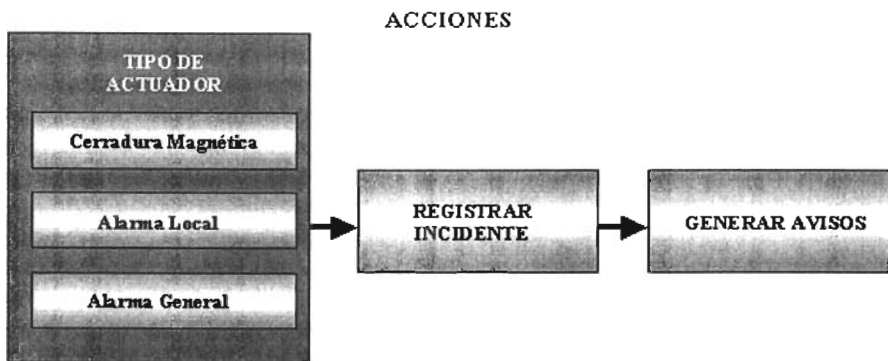 ACCIONES
TIPO DE
ACTUADOR
Cerradura Magnética
Alarma Local
Alarma General
REGISTRAR
INCIDENTE
GENERAR AVISOS